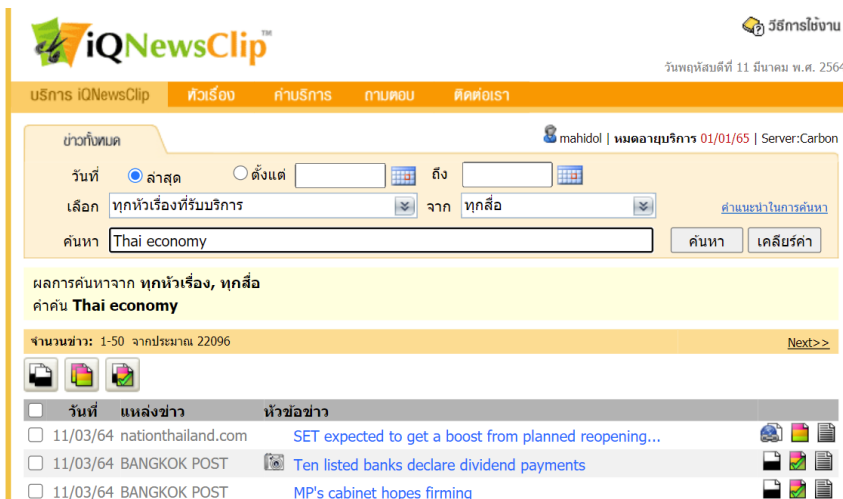 iQNewsClip™
วิธีการใช้งาน
วันพฤหัสบดีที่ 11 มีนาคม พ.ศ. 2564
บริการ iQNewsClip หัวเรื่อง ค่าบริการ ถามตอบ ติดต่อเรา
ข่าวทั้งหมด
mahidol | หมดอายุบริการ 01/01/65 | Server:Carbon
วันที่ ล่าสุด ตั้งแต่ ถึง
เลือก ทุกหัวเรื่องที่รับบริการ จาก ทุกสื่อ คำแนะนำในการค้นหา
ค้นหา Thai economy ค้นหา เคลียร์ค่า
ผลการค้นหาจาก ทุกหัวเรื่อง, ทุกสื่อ
คำค้น Thai economy
จำนวนข่าว: 1-50 จากประมาณ 22096 Next>>
วันที่ แหล่งข่าว หัวข้อข่าว
11/03/64 nationthailand.com SET expected to get a boost from planned reopening...
11/03/64 BANGKOK POST Ten listed banks declare dividend payments
11/03/64 BANGKOK POST MP's cabinet hopes firming